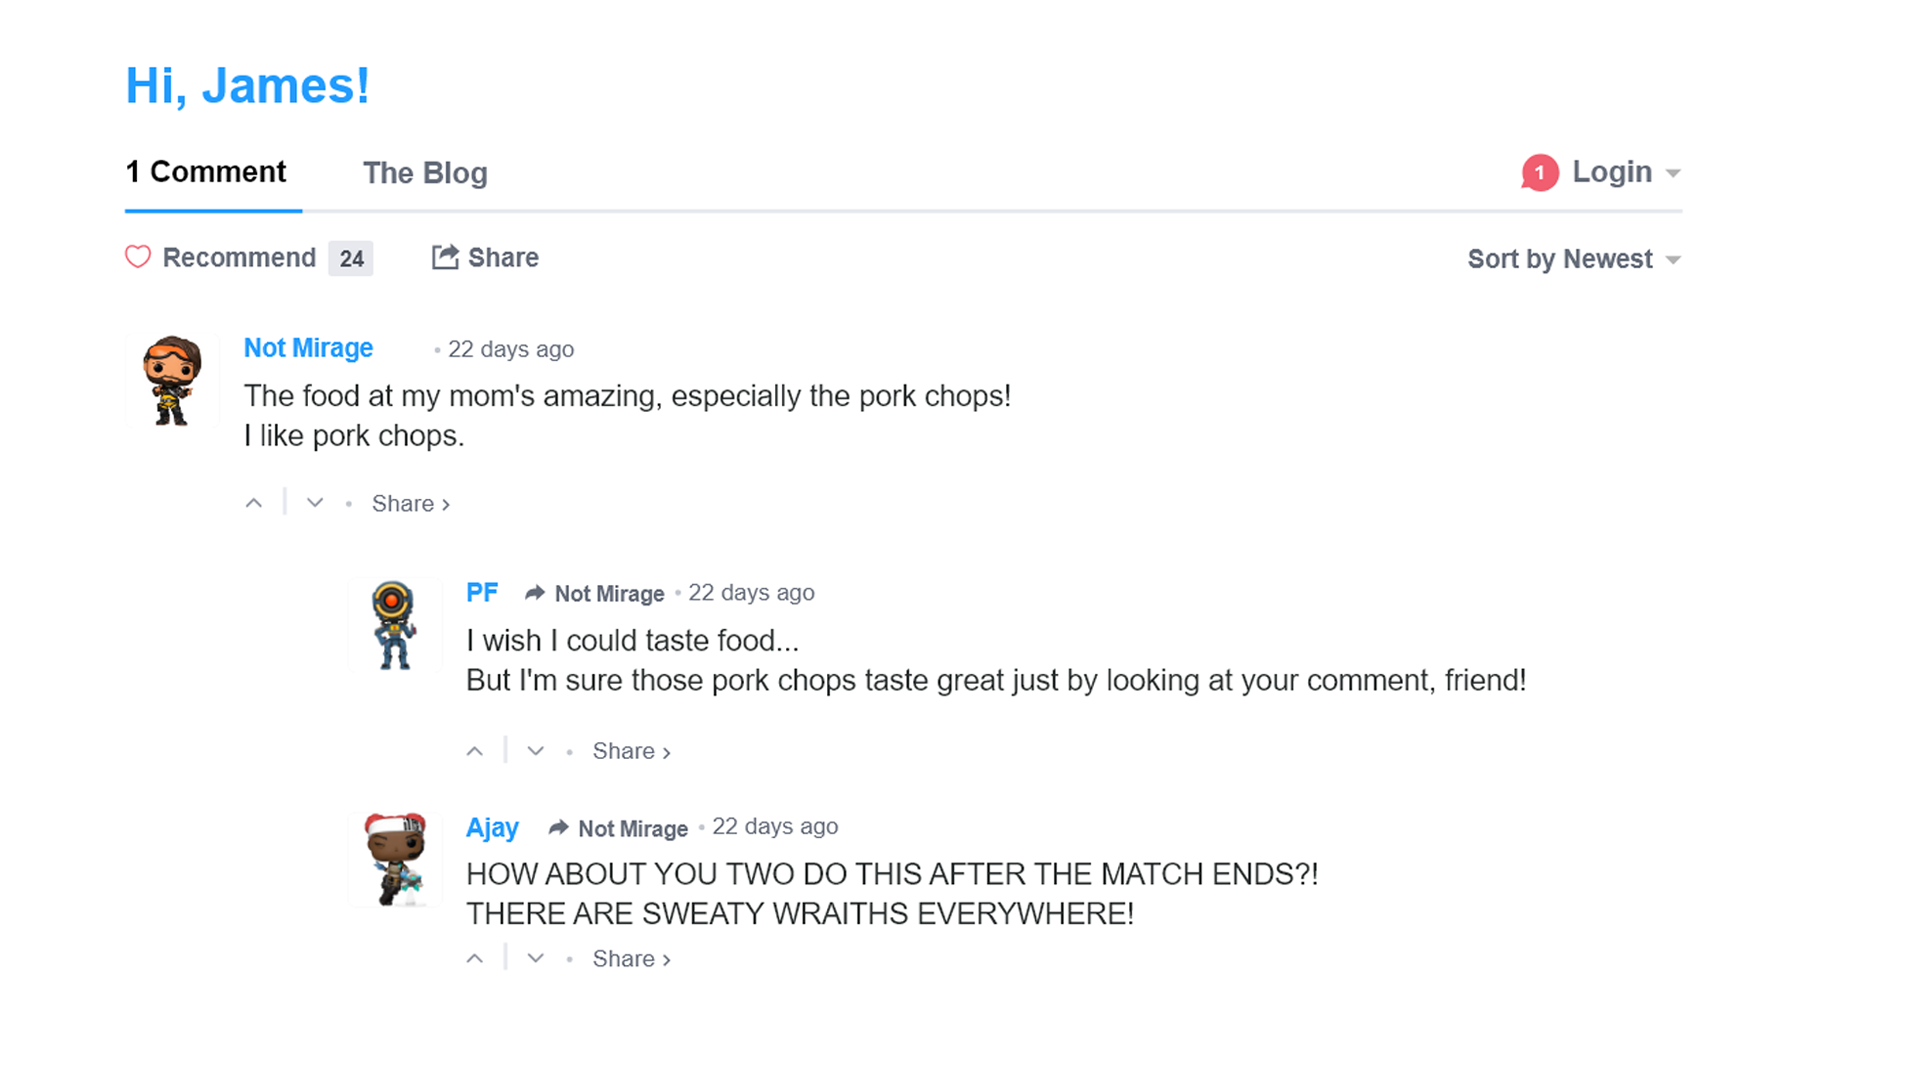 Hi, James!
1 Comment The Blog 1 Login
Recommend 24 Share Sort by Newest
Not Mirage • 22 days ago
The food at my mom's amazing, especially the pork chops!
I like pork chops.
• Share ›
PF Not Mirage • 22 days ago
I wish I could taste food...
But I'm sure those pork chops taste great just by looking at your comment, friend!
• Share ›
Ajay Not Mirage • 22 days ago
HOW ABOUT YOU TWO DO THIS AFTER THE MATCH ENDS?!
THERE ARE SWEATY WRAITHS EVERYWHERE!
• Share ›